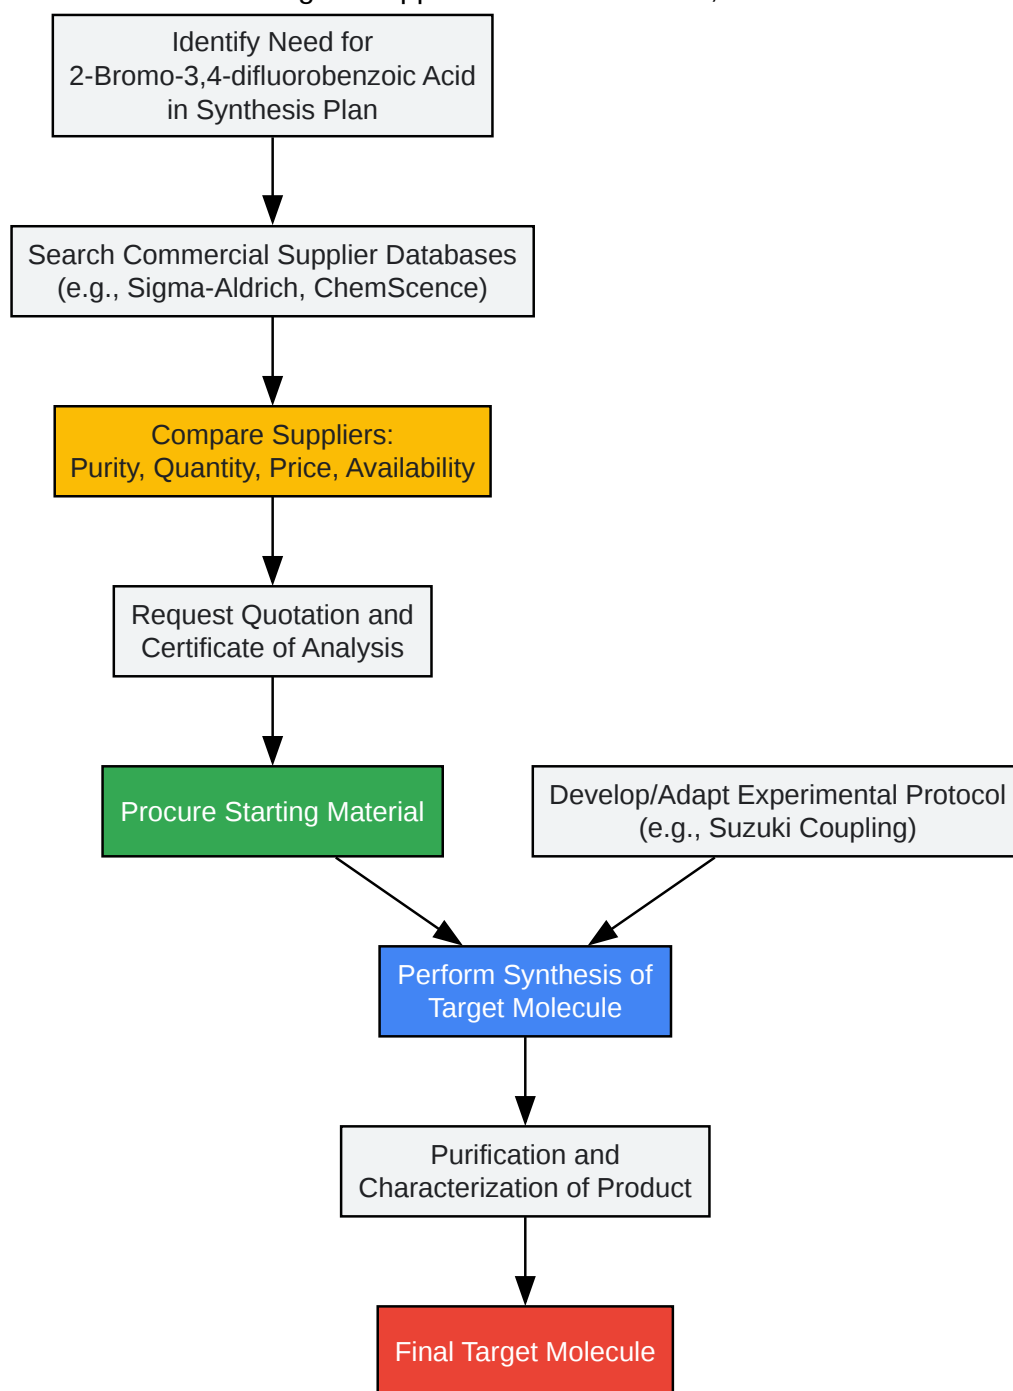 Identify Need for
2-Bromo-3,4-difluorobenzoic Acid
in Synthesis Plan
Search Commercial Supplier Databases
(e.g., Sigma-Aldrich, ChemScence)
Compare Suppliers:
Purity, Quantity, Price, Availability
Request Quotation and
Certificate of Analysis
Procure Starting Material
Develop/Adapt Experimental Protocol
(e.g., Suzuki Coupling)
Perform Synthesis of
Target Molecule
Purification and
Characterization of Product
Final Target Molecule